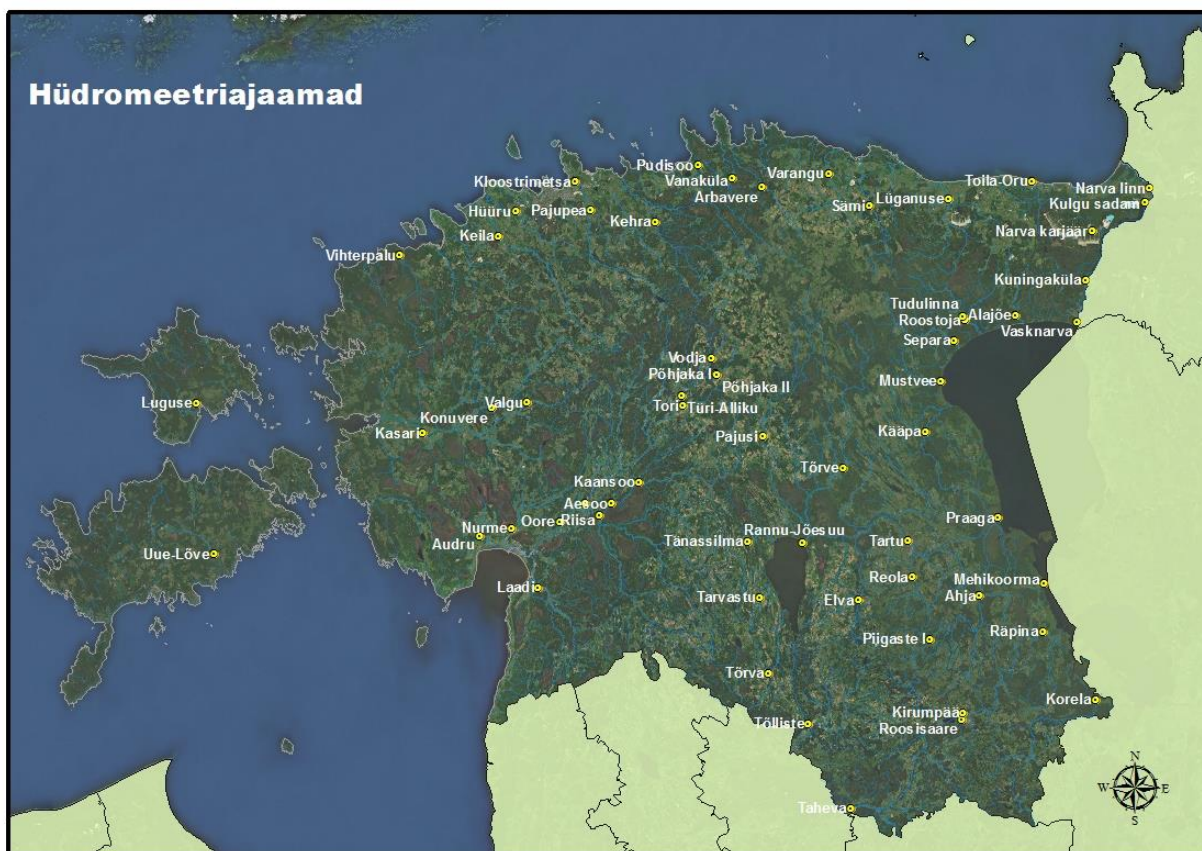 Hüdromeetriajaamad
Pudisoo
Kloostrimetsa
Vanaküla
Varangu
Arbavere
Toila-Oru
Narva linn
Kulgu sadam
Sämi
Lüganuse
Hüüru
Pajupea
Kehra
Keila
Narva karjäär
Vihterpalu
Kuningaküla
Tudulinna
Roostoja
Alajõe
Vasknarva
Separa
Vodja
Põhjaka I
Põhjaka II
Mustvee
Luguse
Konuvere
Valgu
Tori
Türi-Alliku
Kasari
Pajusi
Kääpa
Tõrve
Kaansoo
Aesoo
Riisa
Oore
Nurme
Audru
Praaga
Rannu-Jõesuu
Tänassilma
Tartu
Uue-Lõve
Reola
Mehikoorma
Laadi
Tarvastu
Elva
Ahja
Räpina
Piigaste I
Tõrva
Korela
Kirumpää
Roosisaare
Tõlliste
Taheva
N
W
E
S